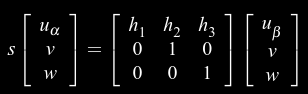 s [ u_α v w ] = [ h_1 h_2 h_3 ; 0 1 0 ; 0 0 1 ] [ u_β v w ]